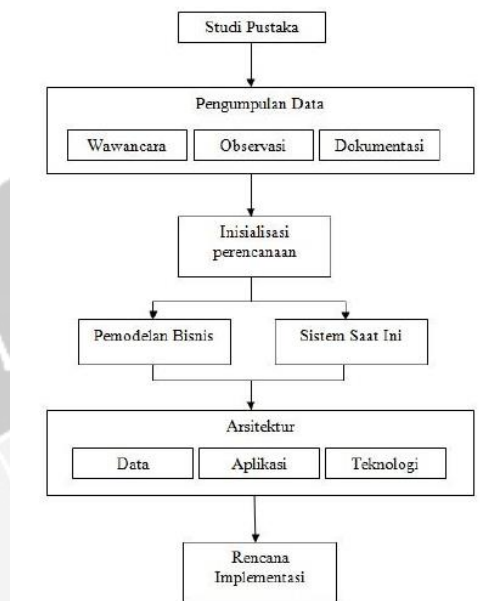 Studi Pustaka
Pengumpulan Data
Wawancara
Observasi
Dokumentasi
Inisialisasi
perencanaan
Pemodelan Bisnis
Sistem Saat Ini
Arsitektur
Data
Aplikasi
Teknologi
Rencana
Implementasi